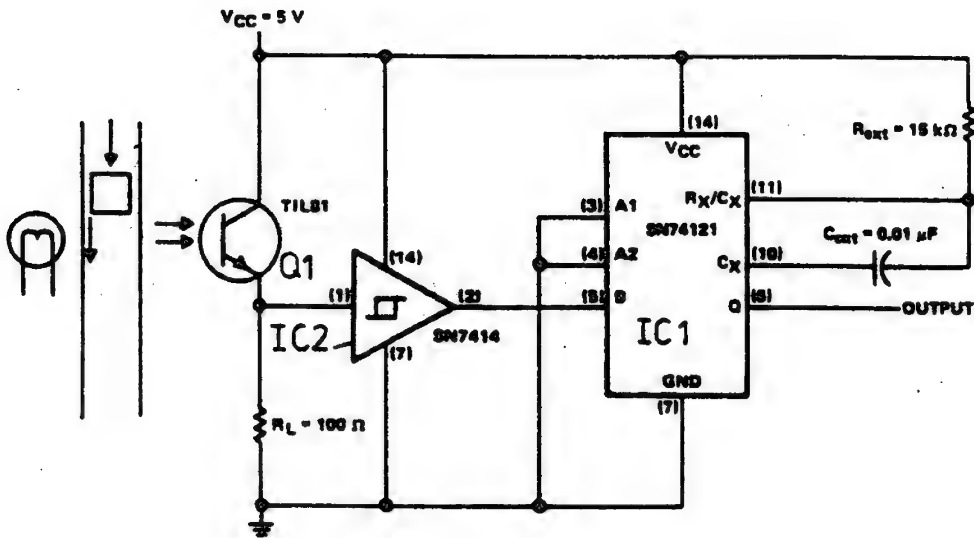 VCC = 5 V
(14)
VCC
Rext = 15 kΩ
TIL81
Q1
(3) A1
RX/CX (11)
SN74121
(4) A2
Cext = 0.01 µF
(14)
CX (10)
(1)
(2)
(5) B
Q (6)
OUTPUT
IC2
SN7414
IC1
(7)
GND
(7)
RL = 100 Ω